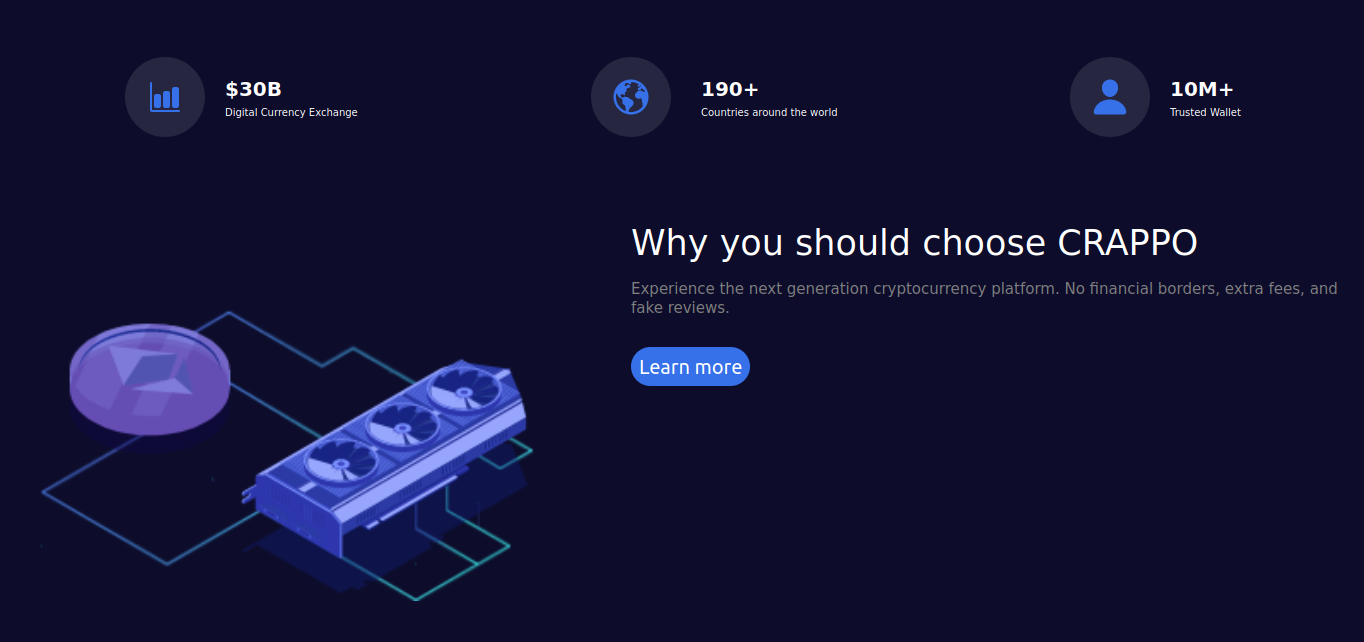 $30B
Digital Currency Exchange
190+
Countries around the world
10M+
Trusted Wallet
Why you should choose CRAPPO
Experience the next generation cryptocurrency platform. No financial borders, extra fees, and
fake reviews.
Learn more